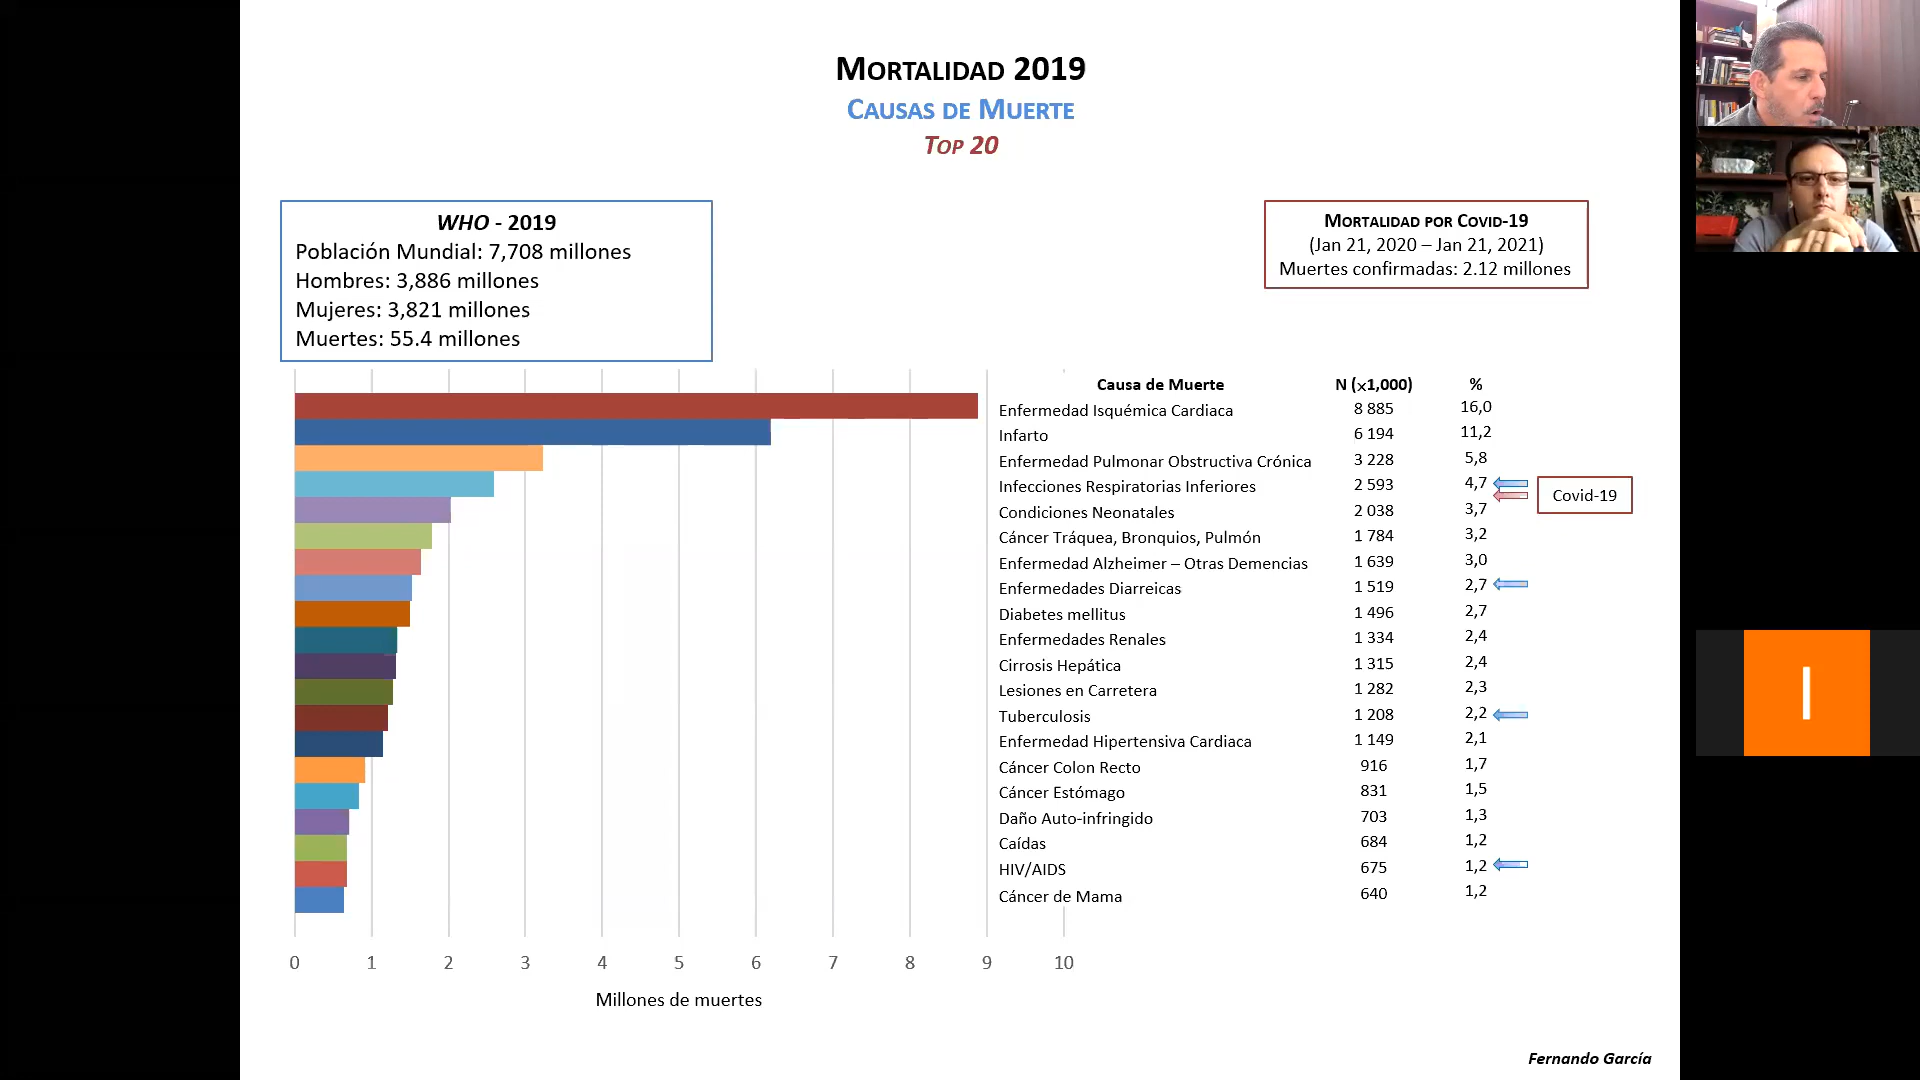 MORTALIDAD 2019
CAUSAS DE MUERTE
TOP 20
WHO - 2019
Población Mundial: 7,708 millones
Hombres: 3,886 millones
Mujeres: 3,821 millones
Muertes: 55.4 millones
MORTALIDAD POR COVID-19
(Jan 21, 2020 – Jan 21, 2021)
Muertes confirmadas: 2.12 millones
Causa de Muerte N (x1,000) %
Enfermedad Isquémica Cardiaca 8 885 16,0
Infarto 6 194 11,2
Enfermedad Pulmonar Obstructiva Crónica 3 228 5,8
Infecciones Respiratorias Inferiores 2 593 4,7
Covid-19
Condiciones Neonatales 2 038 3,7
Cáncer Tráquea, Bronquios, Pulmón 1 784 3,2
Enfermedad Alzheimer – Otras Demencias 1 639 3,0
Enfermedades Diarreicas 1 519 2,7
Diabetes mellitus 1 496 2,7
Enfermedades Renales 1 334 2,4
Cirrosis Hepática 1 315 2,4
Lesiones en Carretera 1 282 2,3
Tuberculosis 1 208 2,2
Enfermedad Hipertensiva Cardiaca 1 149 2,1
Cáncer Colon Recto 916 1,7
Cáncer Estómago 831 1,5
Daño Auto-infringido 703 1,3
Caídas 684 1,2
HIV/AIDS 675 1,2
Cáncer de Mama 640 1,2
0 1 2 3 4 5 6 7 8 9 10
Millones de muertes
Fernando García
I